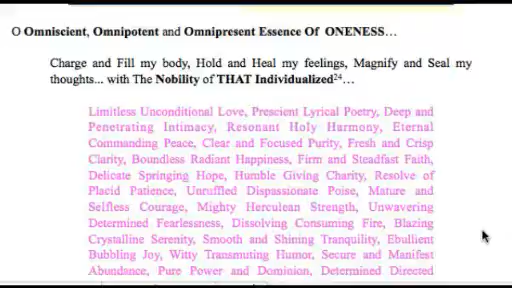 O Omniscient, Omnipotent and Omnipresent Essence Of ONENESS...
Charge and Fill my body, Hold and Heal my feelings, Magnify and Seal my
thoughts... with The Nobility of THAT Individualized24...
Limitless Unconditional Love, Prescient Lyrical Poetry, Deep and
Penetrating Intimacy, Resonant Holy Harmony, Eternal
Commanding Peace, Clear and Focused Purity, Fresh and Crisp
Clarity, Boundless Radiant Happiness, Firm and Steadfast Faith,
Delicate Springing Hope, Humble Giving Charity, Resolve of
Placid Patience, Unruffled Dispassionate Poise, Mature and
Selfless Courage, Mighty Herculean Strength, Unwavering
Determined Fearlessness, Dissolving Consuming Fire, Blazing
Crystalline Serenity, Smooth and Shining Tranquility, Ebullient
Bubbling Joy, Witty Transmuting Humor, Secure and Manifest
Abundance, Pure Power and Dominion, Determined Directed